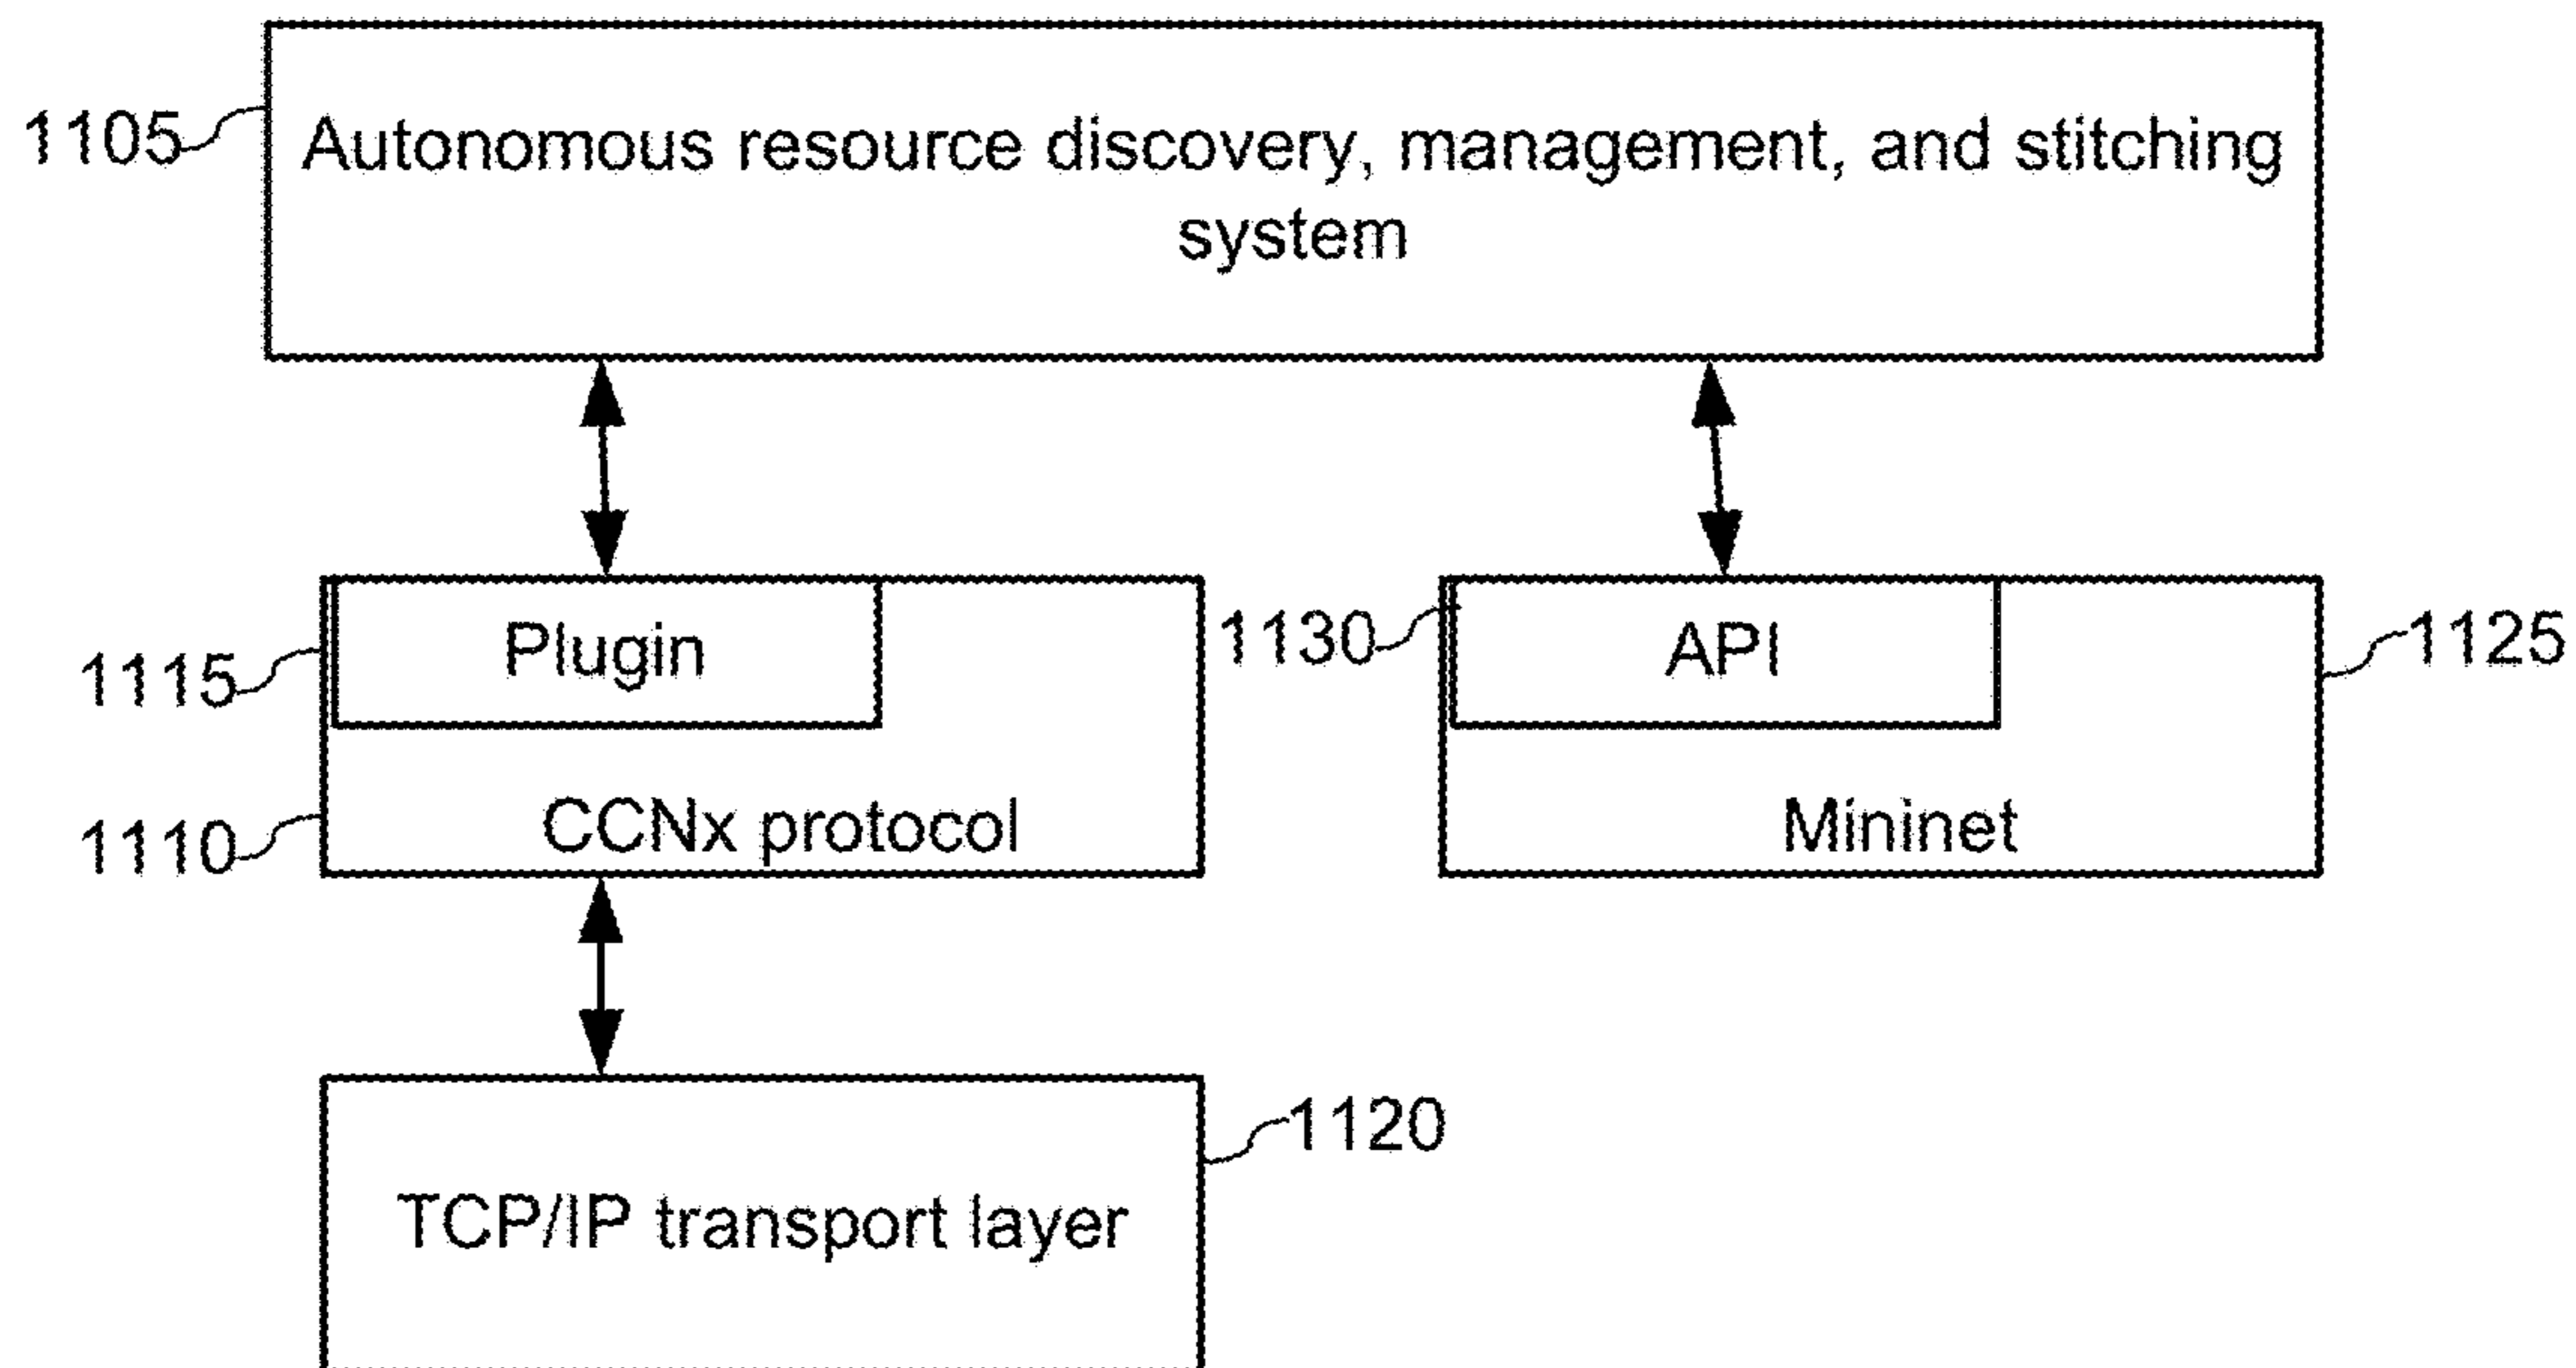 1105
Autonomous resource discovery, management, and stitching
system
1115
Plugin
1130
API
1125
1110
CCNx protocol
Mininet
1120
TCP/IP transport layer